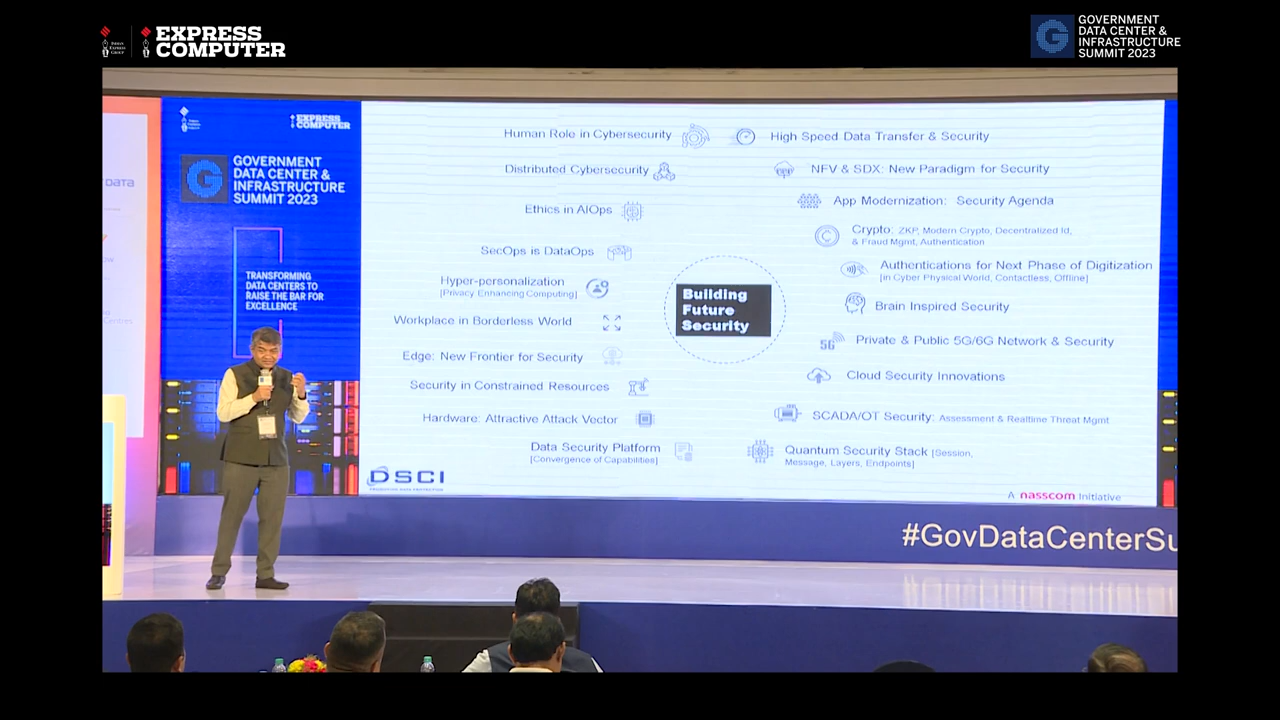 EXPRESS
COMPUTER
GOVERNMENT
DATA CENTER &
INFRASTRUCTURE
SUMMIT 2023
EXPRESS
COMPUTER
GOVERNMENT
DATA CENTER &
INFRASTRUCTURE
SUMMIT 2023
TRANSFORMING
DATA CENTERS TO
RAISE THE BAR FOR
EXCELLENCE
Human Role in Cybersecurity
Distributed Cybersecurity
Ethics in AIOps
SecOps is DataOps
Hyper-personalization
[Privacy Enhancing Computing]
Workplace in Borderless World
Edge: New Frontier for Security
Security in Constrained Resources
Hardware: Attractive Attack Vector
Data Security Platform
[Convergence of Capabilities]
Building
Future
Security
High Speed Data Transfer & Security
NFV & SDX: New Paradigm for Security
App Modernization: Security Agenda
Crypto: ZKP, Modern Crypto, Decentralized Id,
& Fraud Mgmt, Authentication
Authentications for Next Phase of Digitization
[in Cyber Physical World, Contactless, Offline]
Brain Inspired Security
5G
Private & Public 5G/6G Network & Security
Cloud Security Innovations
SCADA/OT Security: Assessment & Realtime Threat Mgmt
Quantum Security Stack [Session,
Message, Layers, Endpoints]
DSCI
A nasscom Initiative
#GovDataCenterSu